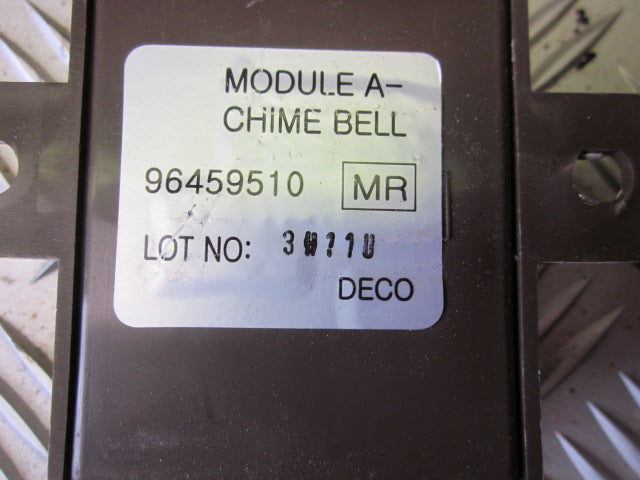 MODULE A-
CHIME BELL
96459510 MR
LOT NO:
DECO